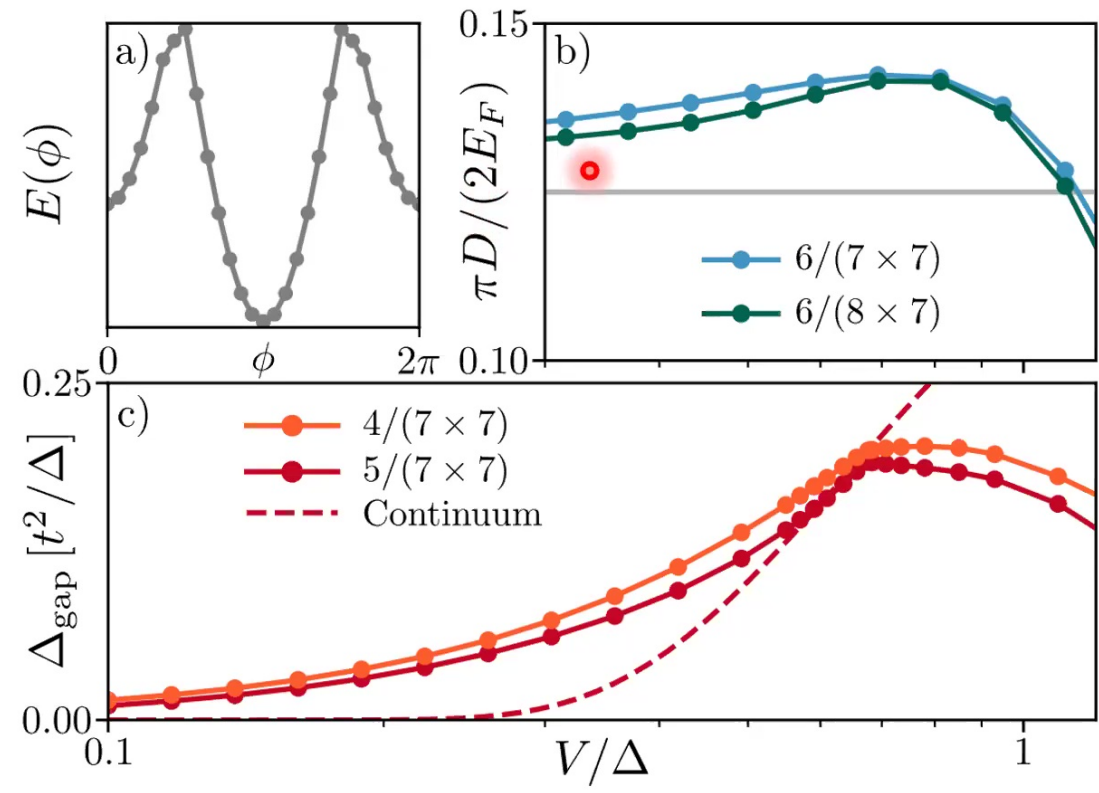 a)
E(ϕ)
0
ϕ
2π
b)
0.15
πD/(2E_F)
0.10
6/(7 × 7)
6/(8 × 7)
c)
0.25
Δ_gap [t²/Δ]
0.00
4/(7 × 7)
5/(7 × 7)
Continuum
0.1
V/Δ
1